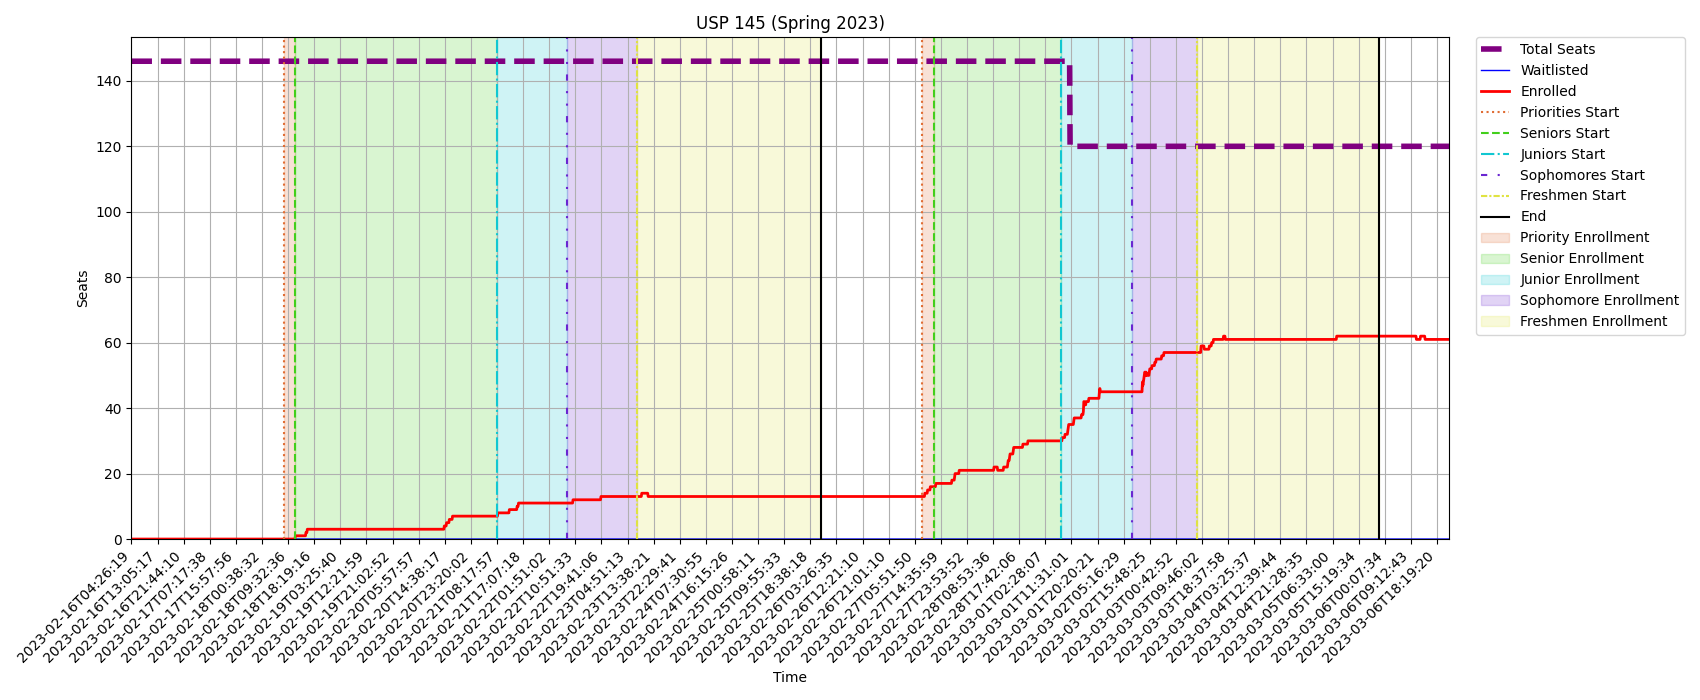 USP 145 (Spring 2023)
Seats
140
120
100
80
60
40
20
0
2023-02-16T04:26:19
2023-02-16T13:05:17
2023-02-16T21:44:10
2023-02-17T07:17:38
2023-02-17T15:57:56
2023-02-18T00:38:32
2023-02-18T09:32:36
2023-02-18T18:19:16
2023-02-19T03:25:40
2023-02-19T12:21:59
2023-02-19T21:02:52
2023-02-20T05:57:57
2023-02-20T14:38:17
2023-02-20T23:20:02
2023-02-21T08:17:57
2023-02-21T17:07:18
2023-02-22T01:51:02
2023-02-22T10:51:33
2023-02-22T19:41:06
2023-02-23T04:51:13
2023-02-23T13:38:21
2023-02-23T22:29:41
2023-02-24T07:30:55
2023-02-24T16:15:26
2023-02-25T00:58:11
2023-02-25T09:55:33
2023-02-25T18:38:18
2023-02-26T03:26:35
2023-02-26T12:21:10
2023-02-26T21:01:10
2023-02-27T05:51:50
2023-02-27T14:35:59
2023-02-27T23:53:52
2023-02-28T08:53:36
2023-02-28T17:42:06
2023-03-01T02:28:07
2023-03-01T11:31:01
2023-03-01T20:20:21
2023-03-02T05:16:29
2023-03-02T15:48:25
2023-03-03T00:42:52
2023-03-03T09:46:02
2023-03-03T18:37:58
2023-03-04T03:25:37
2023-03-04T12:39:44
2023-03-04T21:28:35
2023-03-05T06:33:00
2023-03-05T15:19:34
2023-03-06T00:07:34
2023-03-06T09:12:43
2023-03-06T18:19:20
Time
Total Seats
Waitlisted
Enrolled
Priorities Start
Seniors Start
Juniors Start
Sophomores Start
Freshmen Start
End
Priority Enrollment
Senior Enrollment
Junior Enrollment
Sophomore Enrollment
Freshmen Enrollment